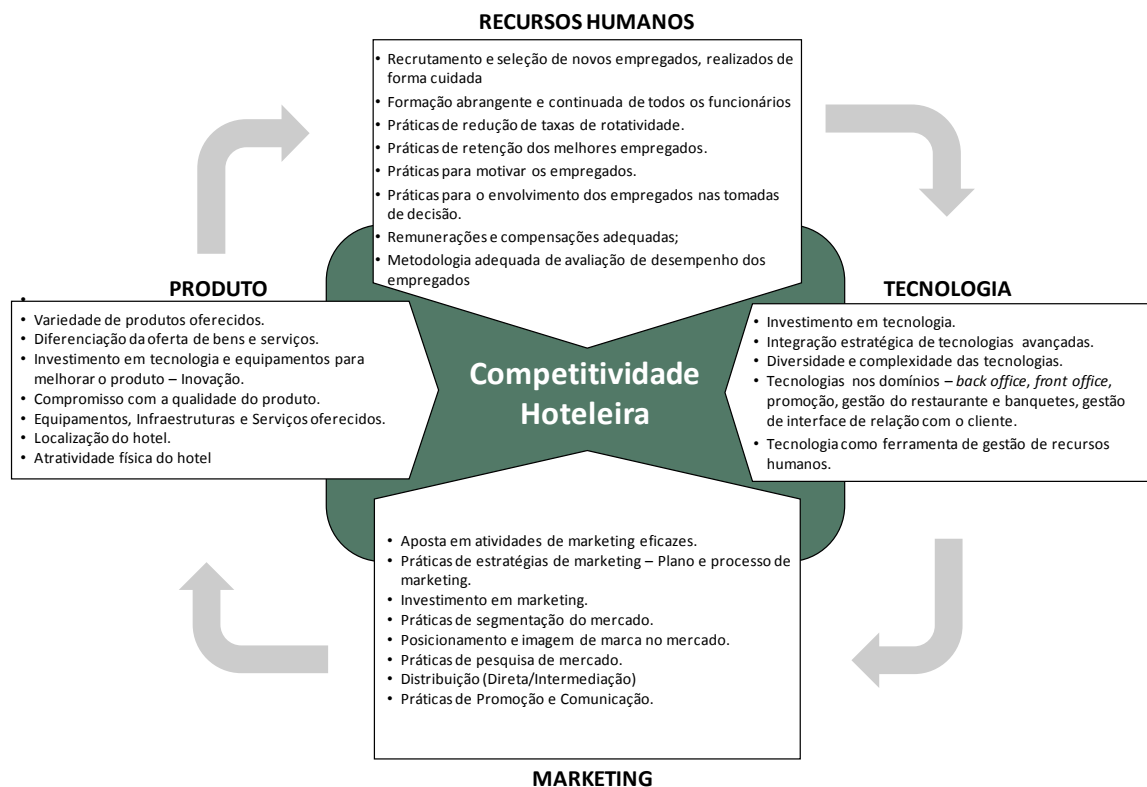 RECURSOS HUMANOS
• Recrutamento e seleção de novos empregados, realizados de
forma cuidada
• Formação abrangente e continuada de todos os funcionários
• Práticas de redução de taxas de rotatividade.
• Práticas de retenção dos melhores empregados.
• Práticas para motivar os empregados.
• Práticas para o envolvimento dos empregados nas tomadas
de decisão.
• Remunerações e compensações adequadas;
• Metodologia adequada de avaliação de desempenho dos
empregados
PRODUTO
•
• Variedade de produtos oferecidos.
• Diferenciação da oferta de bens e serviços.
• Investimento em tecnologia e equipamentos para
melhorar o produto – Inovação.
• Compromisso com a qualidade do produto.
• Equipamentos, Infraestruturas e Serviços oferecidos.
• Localização do hotel.
• Atratividade física do hotel
Competitividade
Hoteleira
TECNOLOGIA
• Investimento em tecnologia.
• Integração estratégica de tecnologias avançadas.
• Diversidade e complexidade das tecnologias.
• Tecnologias nos domínios – back office, front office,
promoção, gestão do restaurante e banquetes, gestão
de interface de relação com o cliente.
• Tecnologia como ferramenta de gestão de recursos
humanos.
• Aposta em atividades de marketing eficazes.
• Práticas de estratégias de marketing – Plano e processo de
marketing.
• Investimento em marketing.
• Práticas de segmentação do mercado.
• Posicionamento e imagem de marca no mercado.
• Práticas de pesquisa de mercado.
• Distribuição (Direta/Intermediação)
• Práticas de Promoção e Comunicação.
MARKETING